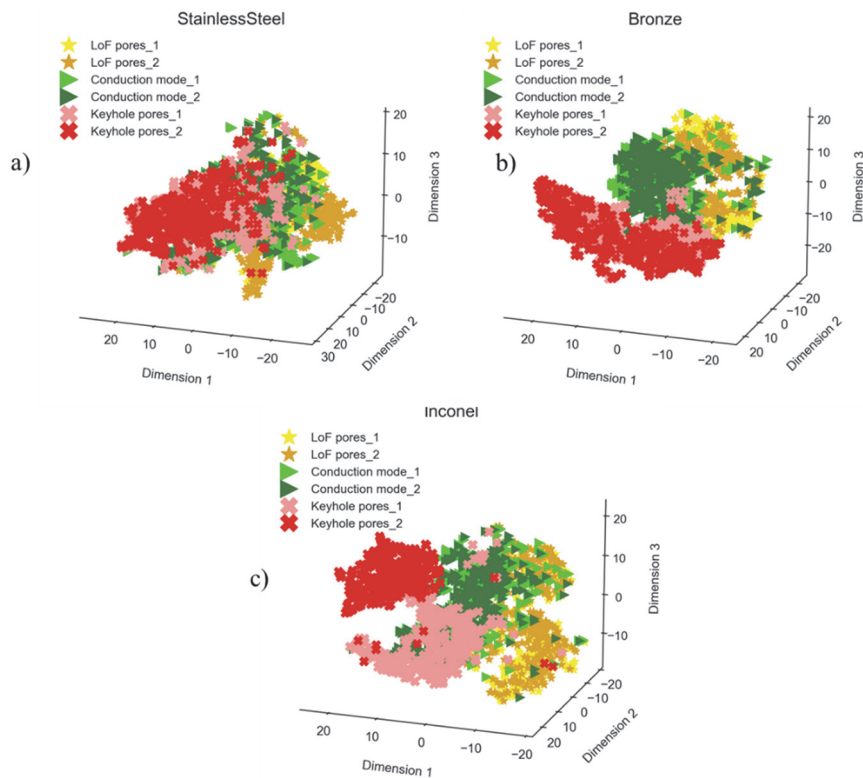 StainlessSteel
LoF pores_1
LoF pores_2
Conduction mode_1
Conduction mode_2
Keyhole pores_1
Keyhole pores_2
a)
20
10
0
−10
Dimension 3
−20
−10
0
10
20
30
Dimension 2
20
10
0
−10
−20
Dimension 1
Bronze
LoF pores_1
LoF pores_2
Conduction mode_1
Conduction mode_2
Keyhole pores_1
Keyhole pores_2
b)
20
10
0
−10
−20
Dimension 3
−20
−10
0
10
20
Dimension 2
20
10
0
−10
−20
Dimension 1
Inconel
LoF pores_1
LoF pores_2
Conduction mode_1
Conduction mode_2
Keyhole pores_1
Keyhole pores_2
c)
20
10
0
−10
Dimension 3
−20
−10
0
10
20
Dimension 2
20
10
0
−10
−20
Dimension 1